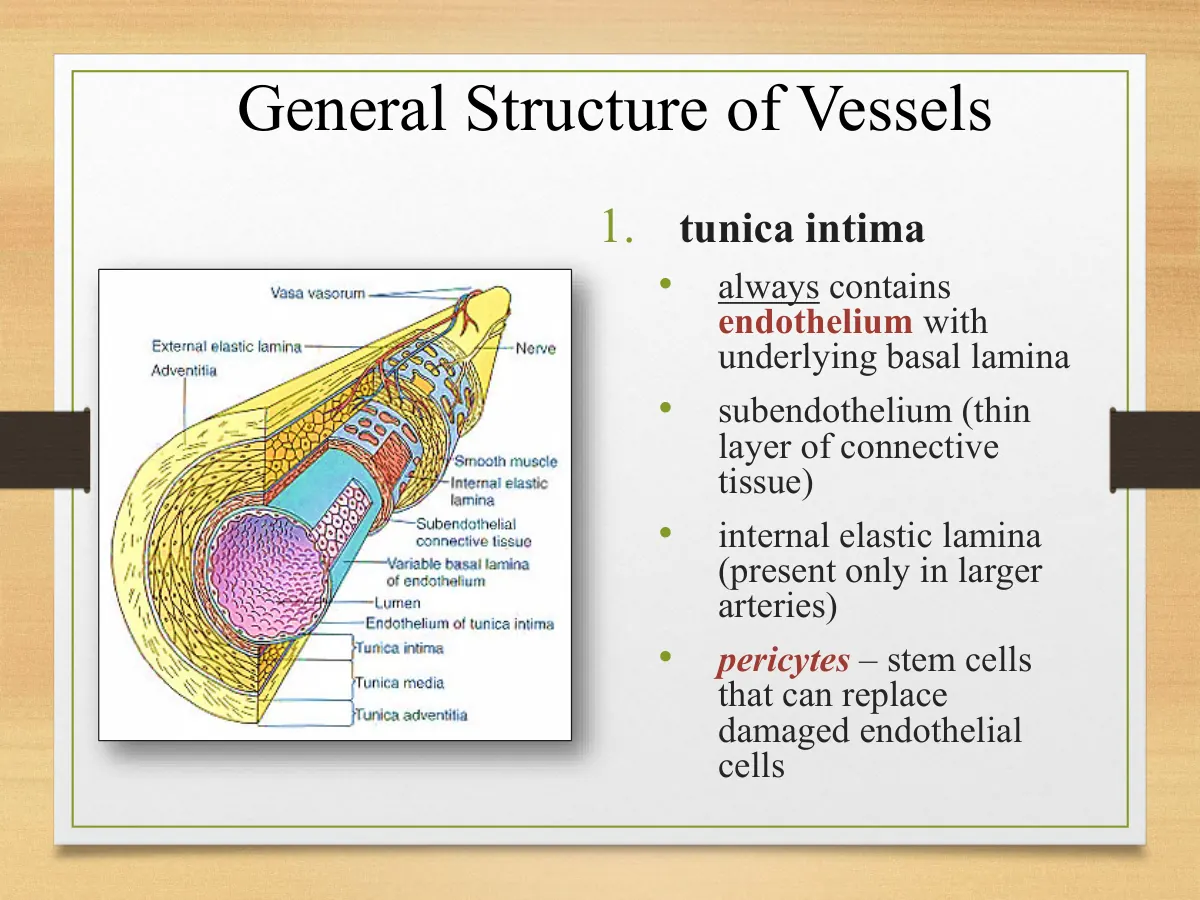 General Structure of Vessels
Vasa vasorum
External elastic lamina
Nerve
Adventitia
Smooth muscle
Internal elastic
lamina
Subendothelial
connective tissue
Variable basal lamina
of endothelium
Lumen
Endothelium of tunica intima
Tunica intima
Tunica media
Tunica adventitia
1. tunica intima
• always contains
endothelium with
underlying basal lamina
• subendothelium (thin
layer of connective
tissue)
• internal elastic lamina
(present only in larger
arteries)
• pericytes – stem cells
that can replace
damaged endothelial
cells